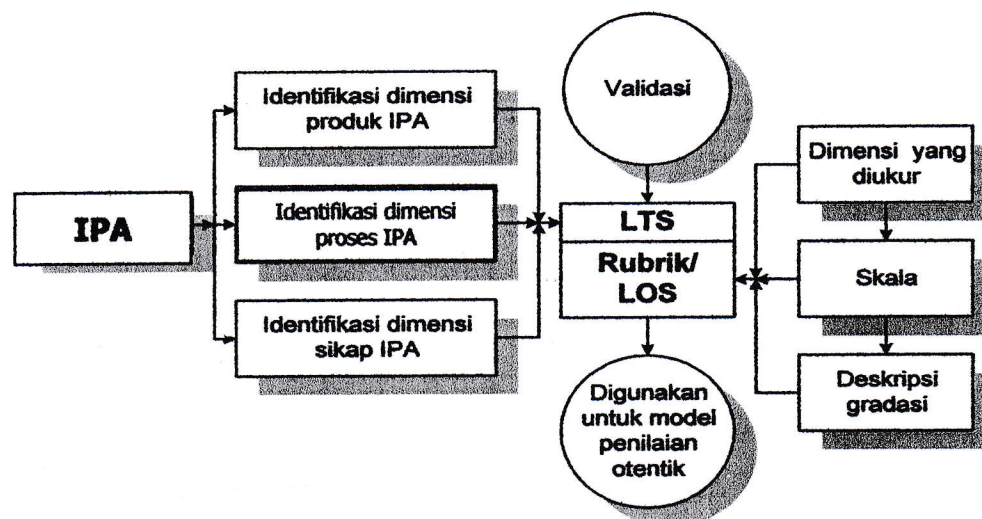 IPA
Identifikasi dimensi
produk IPA
Identifikasi dimensi
proses IPA
Identifikasi dimensi
sikap IPA
Validasi
LTS
Rubrik/
LOS
Digunakan
untuk model
penilaian
otentik
Dimensi yang
diukur
Skala
Deskripsi
gradasi